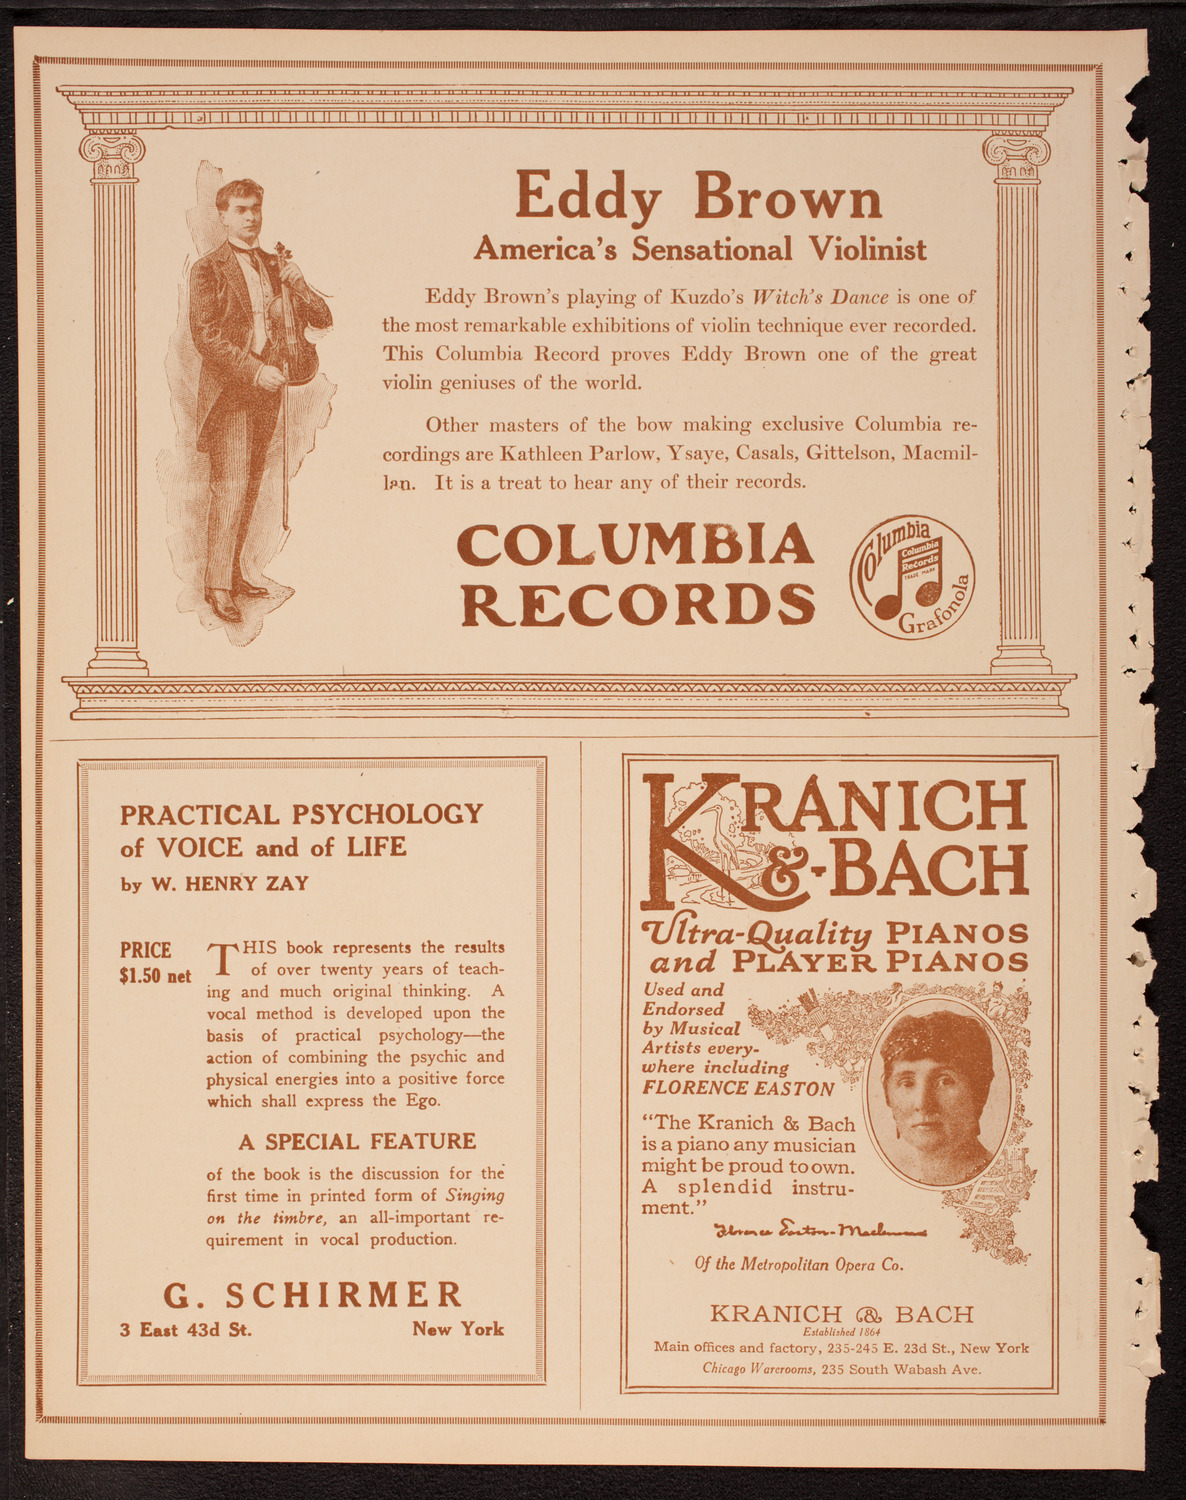 Eddy Brown
America's Sensational Violinist
Eddy Brown's playing of Kuzdo's Witch's Dance is one of
the most remarkable exhibitions of violin technique ever recorded.
This Columbia Record proves Eddy Brown one of the great
violin geniuses of the world.
Other masters of the bow making exclusive Columbia re-
cordings are Kathleen Parlow, Ysaye, Casals, Gittelson, Macmil-
lan. It is a treat to hear any of their records.
COLUMBIA
RECORDS
Columbia
Columbia
Records
TRADE MARK
Grafonola
PRACTICAL PSYCHOLOGY
of VOICE and of LIFE
by W. HENRY ZAY
PRICE
$1.50 net
THIS book represents the results
of over twenty years of teach-
ing and much original thinking. A
vocal method is developed upon the
basis of practical psychology—the
action of combining the psychic and
physical energies into a positive force
which shall express the Ego.
A SPECIAL FEATURE
of the book is the discussion for the
first time in printed form of Singing
on the timbre, an all-important re-
quirement in vocal production.
G. SCHIRMER
3 East 43d St. New York
KRANICH
&-BACH
Ultra-Quality PIANOS
and PLAYER PIANOS
Used and
Endorsed
by Musical
Artists every-
where including
FLORENCE EASTON
"The Kranich & Bach
is a piano any musician
might be proud to own.
A splendid instru-
ment."
Florence Easton-Maclennan
Of the Metropolitan Opera Co.
KRANICH & BACH
Established 1864
Main offices and factory, 235-245 E. 23d St., New York
Chicago Warerooms, 235 South Wabash Ave.